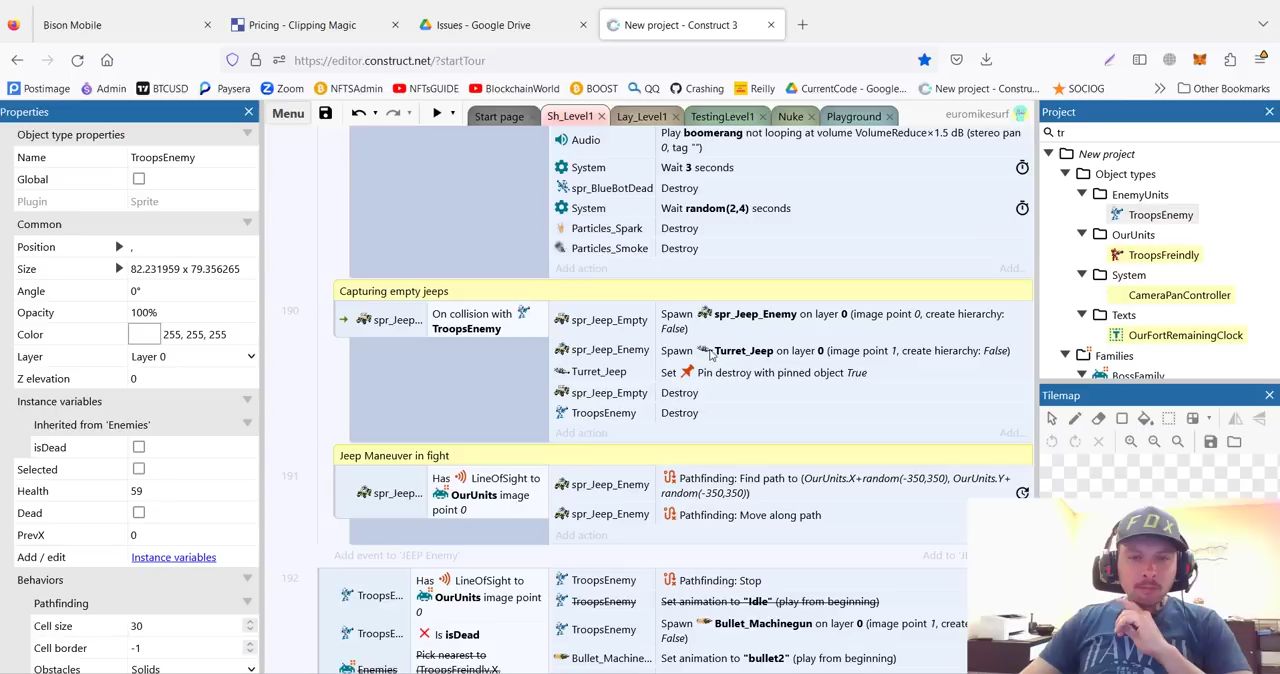 Bison Mobile
Pricing - Clipping Magic
Issues - Google Drive
New project - Construct 3
https://editor.construct.net/?startTour
Postimage
Admin
BTCUSD
Paysera
Zoom
NFTSAdmin
NFTsGUIDE
BlockchainWorld
BOOST
QQ
Crashing
Reilly
CurrentCode - Googl...
New project - Constru...
SOCIOG
Other Bookmarks
Properties
Menu
Start page
Sh_Level1
Lay_Level1
TestingLevel1
Nuke
Playground
euromikesurf
Project
Object type properties
Name TroopsEnemy
Global
Plugin Sprite
Common
Position ,
Size 82.231959 x 79.356265
Angle 0°
Opacity 100%
Color 255, 255, 255
Layer Layer 0
Z elevation 0
Instance variables
Inherited from 'Enemies'
isDead
Selected
Health 59
Dead
PrevX 0
Add / edit Instance variables
Behaviors
Pathfinding
Cell size 30
Cell border -1
Obstacles Solids
Audio Play boomerang not looping at volume VolumeReduce×1.5 dB (stereo pan
0, tag "")
System Wait 3 seconds
spr_BlueBotDead Destroy
System Wait random(2,4) seconds
Particles_Spark Destroy
Particles_Smoke Destroy
Add action Add...
Capturing empty jeeps
190
spr_Jeep... On collision with
TroopsEnemy
spr_Jeep_Empty Spawn spr_Jeep_Enemy on layer 0 (image point 0, create hierarchy:
False)
spr_Jeep_Enemy Spawn Turret_Jeep on layer 0 (image point 1, create hierarchy: False)
Turret_Jeep Set Pin destroy with pinned object True
spr_Jeep_Empty Destroy
TroopsEnemy Destroy
Add action Add...
Jeep Maneuver in fight
191
spr_Jeep... Has LineOfSight to
OurUnits image
point 0
spr_Jeep_Enemy Pathfinding: Find path to (OurUnits.X+random(-350,350), OurUnits.Y+
random(-350,350))
spr_Jeep_Enemy Pathfinding: Move along path
Add action
Add event to 'JEEP Enemy' Add to 'JE
192
TroopsE... Has LineOfSight to
OurUnits image point
0
TroopsE... Is isDead
Enemies Pick nearest to
(TroopsFreindly.X,
TroopsEnemy Pathfinding: Stop
TroopsEnemy Set animation to "Idle" (play from beginning)
TroopsEnemy Spawn Bullet_Machinegun on layer 0 (image point 1, create
False)
Bullet_Machine... Set animation to "bullet2" (play from beginning)
tr
New project
Object types
EnemyUnits
TroopsEnemy
OurUnits
TroopsFreindly
System
CameraPanController
Texts
OurFortRemainingClock
Families
BossFamily
Tilemap
FOX